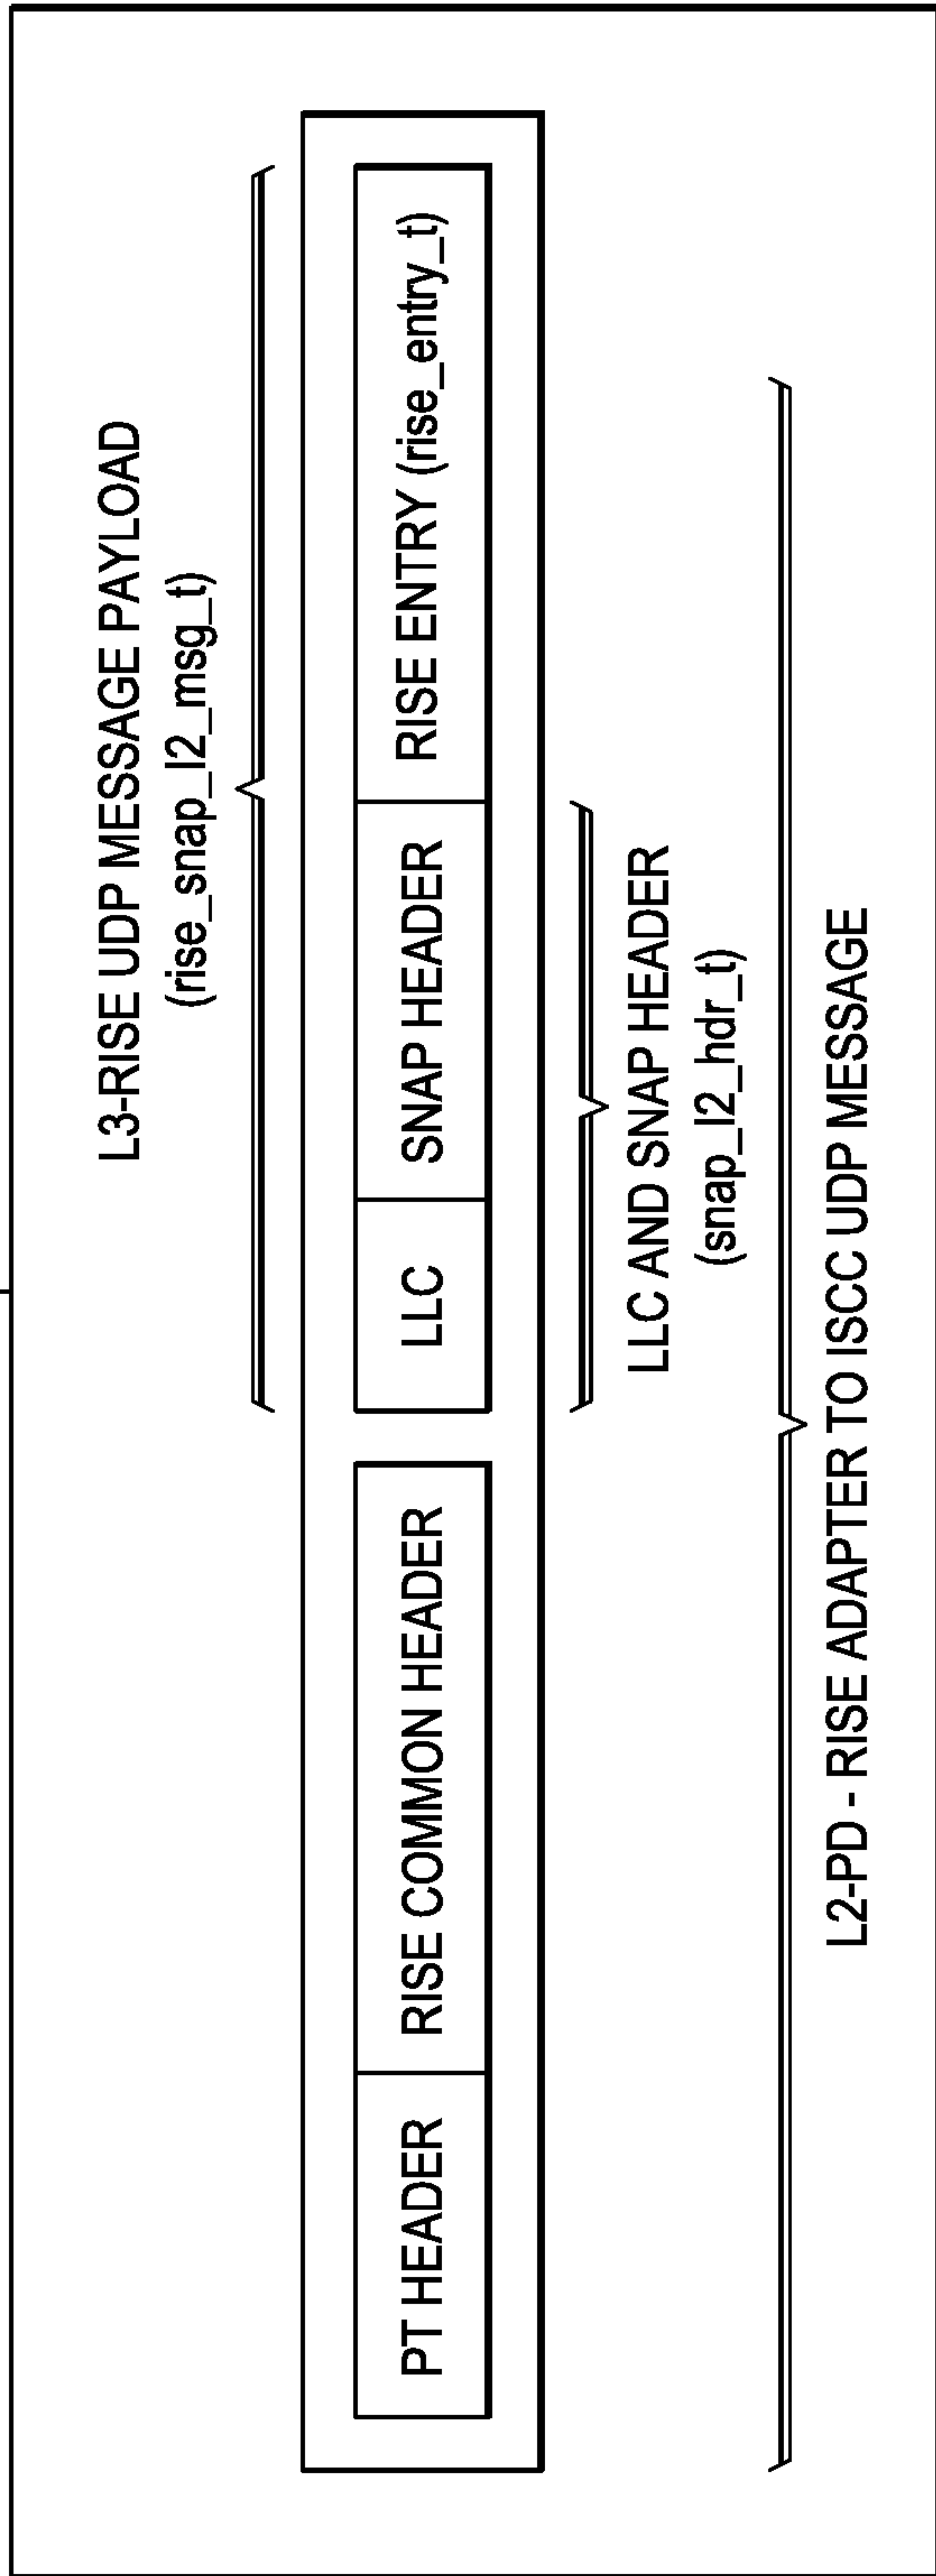 L3-RISE UDP MESSAGE PAYLOAD
(rise_snap_l2_msg_t)
PT HEADER
RISE COMMON HEADER
LLC
SNAP HEADER
RISE ENTRY (rise_entry_t)
LLC AND SNAP HEADER
(snap_l2_hdr_t)
L2-PD - RISE ADAPTER TO ISCC UDP MESSAGE